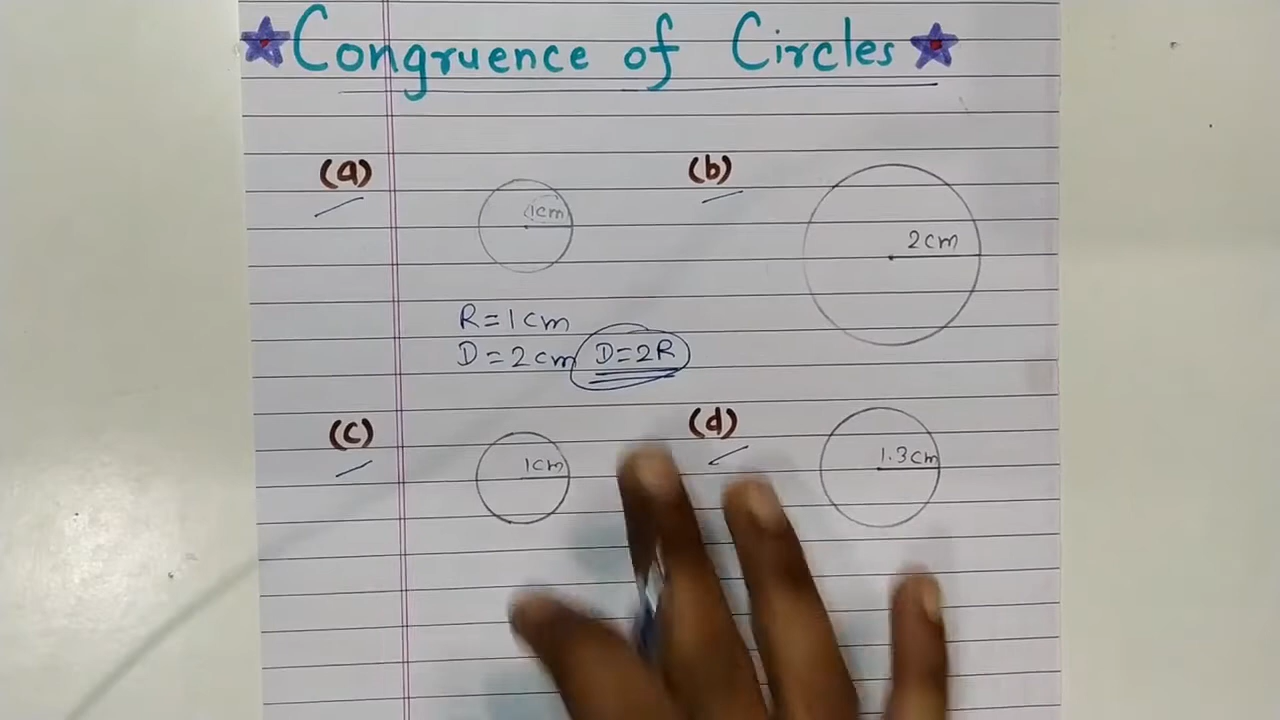 Congruence of Circles
(a)
1cm
(b)
2cm
R=1cm
D=2cm D=2R
(c)
1cm
(d)
1.3cm